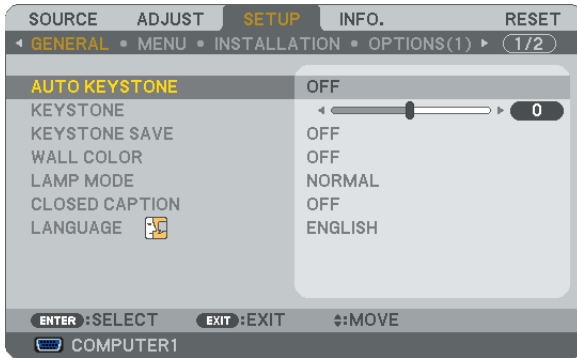 SOURCE ADJUST SETUP INFO. RESET
GENERAL • MENU • INSTALLATION • OPTIONS(1) 1/2
AUTO KEYSTONE OFF
KEYSTONE 0
KEYSTONE SAVE OFF
WALL COLOR OFF
LAMP MODE NORMAL
CLOSED CAPTION OFF
LANGUAGE ENGLISH
ENTER :SELECT EXIT :EXIT :MOVE
COMPUTER1